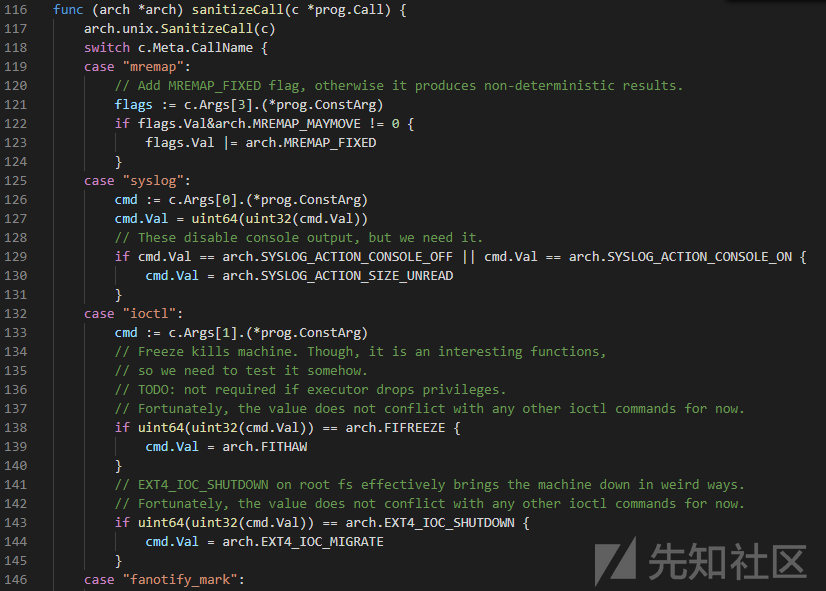 116 func (arch *arch) sanitizeCall(c *prog.Call) {
117     arch.unix.SanitizeCall(c)
118     switch c.Meta.CallName {
119     case "mremap":
120         // Add MREMAP_FIXED flag, otherwise it produces non-deterministic results.
121         flags := c.Args[3].(*prog.ConstArg)
122         if flags.Val&arch.MREMAP_MAYMOVE != 0 {
123             flags.Val |= arch.MREMAP_FIXED
124         }
125     case "syslog":
126         cmd := c.Args[0].(*prog.ConstArg)
127         cmd.Val = uint64(uint32(cmd.Val))
128         // These disable console output, but we need it.
129         if cmd.Val == arch.SYSLOG_ACTION_CONSOLE_OFF || cmd.Val == arch.SYSLOG_ACTION_CONSOLE_ON {
130             cmd.Val = arch.SYSLOG_ACTION_SIZE_UNREAD
131         }
132     case "ioctl":
133         cmd := c.Args[1].(*prog.ConstArg)
134         // Freeze kills machine. Though, it is an interesting functions,
135         // so we need to test it somehow.
136         // TODO: not required if executor drops privileges.
137         // Fortunately, the value does not conflict with any other ioctl commands for now.
138         if uint64(uint32(cmd.Val)) == arch.FIFREEZE {
139             cmd.Val = arch.FITHAW
140         }
141         // EXT4_IOC_SHUTDOWN on root fs effectively brings the machine down in weird ways.
142         // Fortunately, the value does not conflict with any other ioctl commands for now.
143         if uint64(uint32(cmd.Val)) == arch.EXT4_IOC_SHUTDOWN {
144             cmd.Val = arch.EXT4_IOC_MIGRATE
145         }
146     case "fanotify_mark":
先知社区